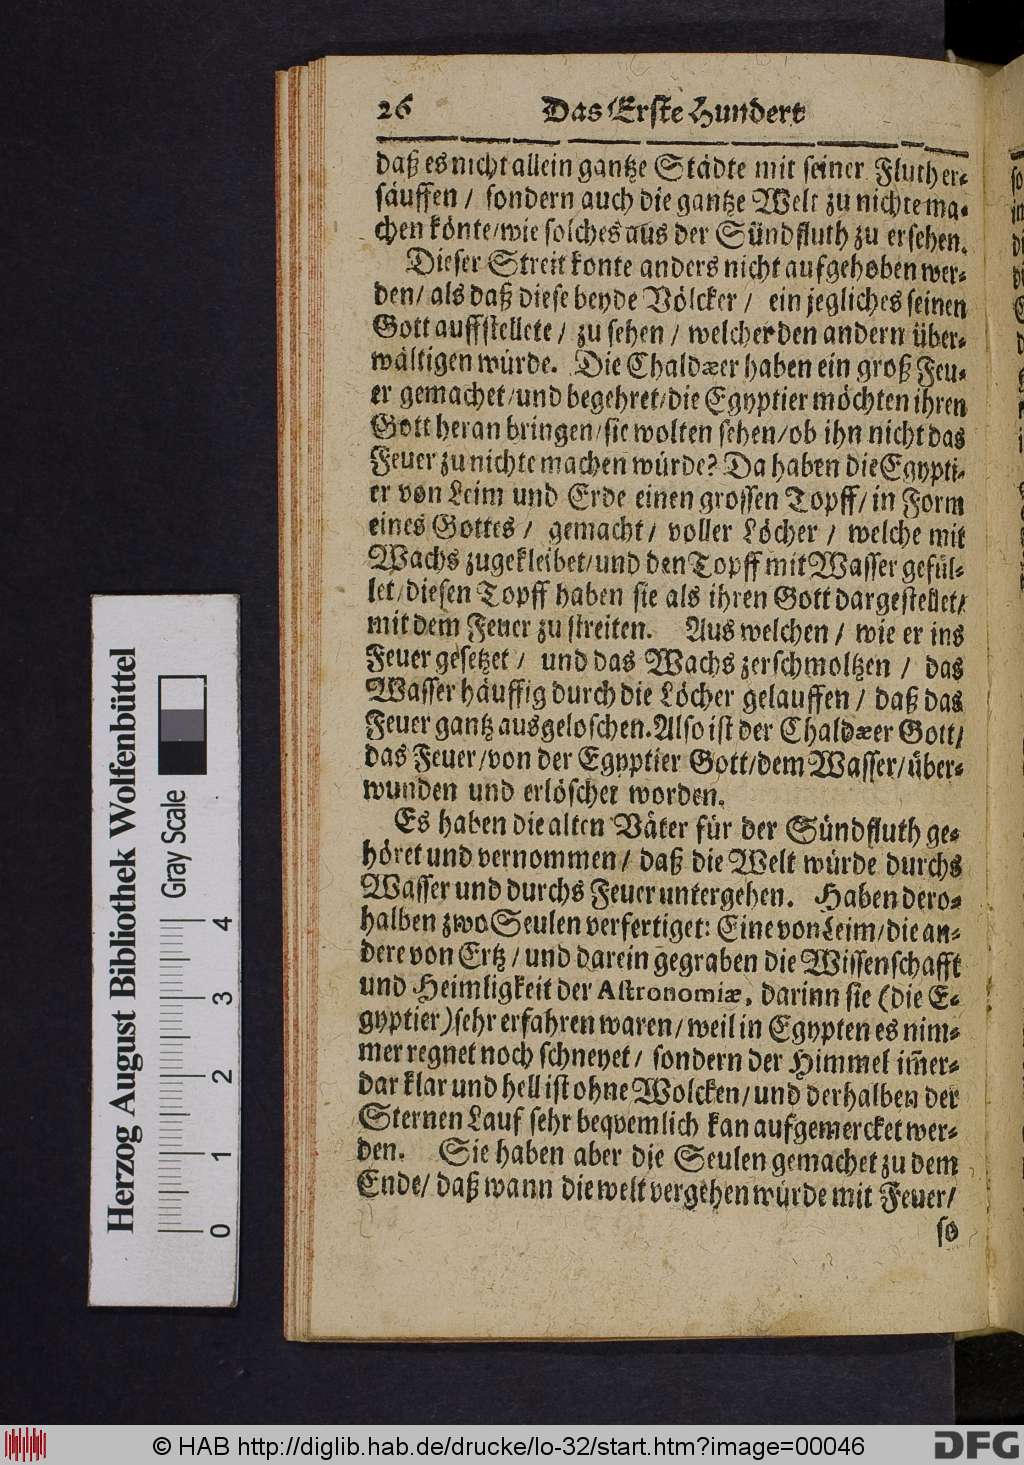 26 Das Erste Hundert
daß es nicht allein gantze Städte mit seiner Fluth er-
säuffen / sondern auch die gantze Welt zu nichte ma-
chen könte/wie solches aus der Sündfluth zu ersehen.
Dieser Streit konte anders nicht aufgehoben wer-
den/ als daß diese beyde Völcker / ein jegliches seinen
Gott auffstellete / zu sehen / welcher den andern über-
wältigen würde. Die Chaldæer haben ein groß Feu-
er gemachet/und begehret/die Egyptier möchten ihren
Gott heran bringen/sie wolten sehen/ob ihn nicht das
Feuer zu nichte machen würde? Da haben die Egypti-
er von Leim und Erde einen grossen Topff/ in Form
eines Gottes / gemacht / voller Löcher / welche mit
Wachs zugekleibet/und den Topff mit Wasser gefül-
let/diesen Topff haben sie als ihren Gott dargestellet/
mit dem Feuer zu streiten. Aus welchen / wie er ins
Feuer gesetzet / und das Wachs zerschmoltzen / das
Wasser häuffig durch die Löcher gelauffen / daß das
Feuer gantz ausgeloschen. Also ist der Chaldæer Gott/
das Feuer/von der Egyptier Gott/dem Wasser/über-
wunden und erlöschet worden.
Es haben die alten Väter für der Sündfluth ge-
höret und vernommen / daß die Welt würde durchs
Wasser und durchs Feuer untergehen. Haben dero-
halben zwo Seulen verfertiget: Eine von Leim/die an-
dere von Ertz / und darein gegraben die Wissenschafft
und Heimligkeit der Astronomiæ, darinn sie (die E-
gyptier) sehr erfahren waren/ weil in Egypten es nim-
mer regnet noch schneyet / sondern der Himmel im̃er-
dar klar und hell ist ohne Wolcken/und derhalben der
Sternen Lauf sehr beqvemlich kan aufgemercket wer-
den. Sie haben aber die Seulen gemachet zu dem
Ende/ daß wann die welt vergehen würde mit Feuer/
so
Herzog August Bibliothek Wolfenbüttel
Gray Scale
0 1 2 3 4
© HAB http://diglib.hab.de/drucke/lo-32/start.htm?image=00046
DFG